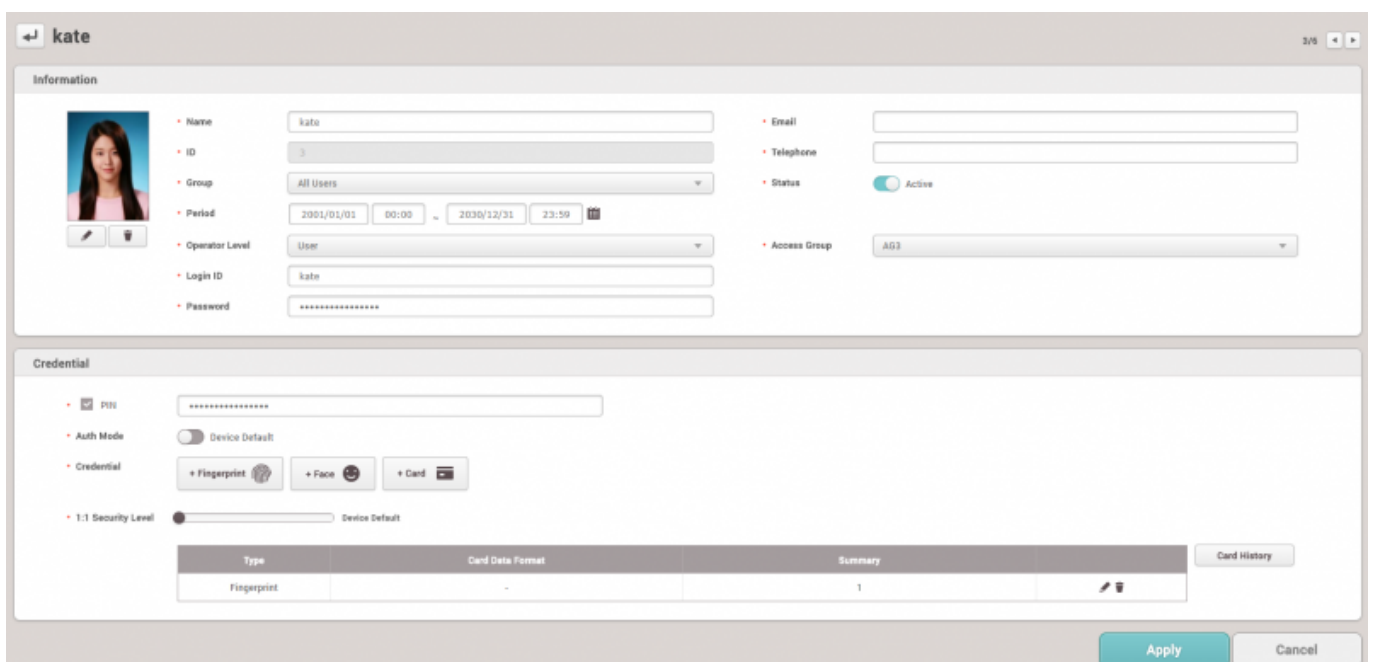 kate
3/6
Information
Name kate
Email
ID 3
Telephone
Group All Users
Status Active
Period 2001/01/01 00:00 ~ 2030/12/31 23:59
Operator Level User
Access Group AG3
Login ID kate
Password ****************
Credential
PIN ****************
Auth Mode Device Default
Credential + Fingerprint + Face + Card
1:1 Security Level Device Default
Type Card Data Format Summary
Card History
Fingerprint - 1
Apply Cancel